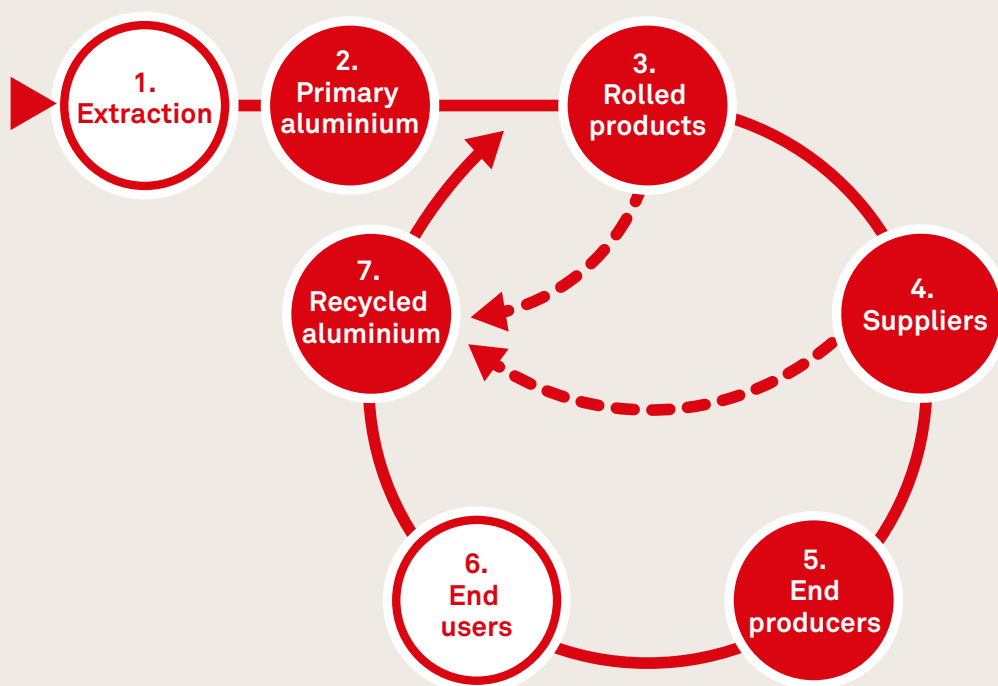 1.
Extraction
2.
Primary
aluminium
3.
Rolled
products
4.
Suppliers
5.
End
producers
6.
End
users
7.
Recycled
aluminium